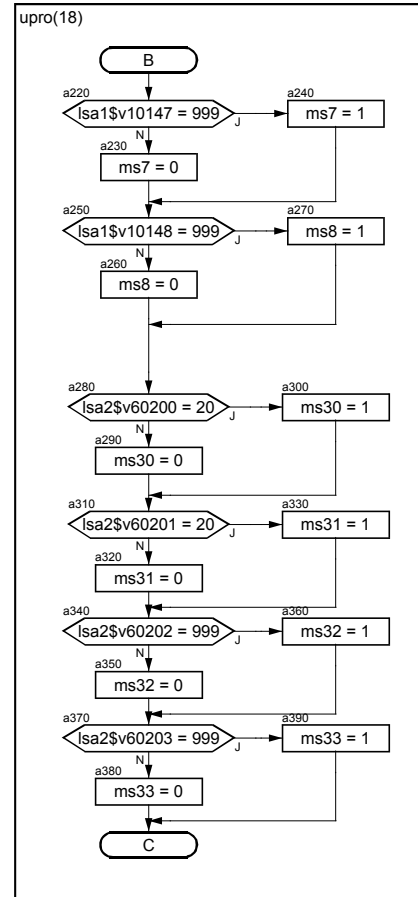 upro(18)
B
a220
lsa1$v10147 = 999
J
a240
ms7 = 1
N
a230
ms7 = 0
a250
lsa1$v10148 = 999
J
a270
ms8 = 1
N
a260
ms8 = 0
a280
lsa2$v60200 = 20
J
a300
ms30 = 1
N
a290
ms30 = 0
a310
lsa2$v60201 = 20
J
a330
ms31 = 1
N
a320
ms31 = 0
a340
lsa2$v60202 = 999
J
a360
ms32 = 1
N
a350
ms32 = 0
a370
lsa2$v60203 = 999
J
a390
ms33 = 1
N
a380
ms33 = 0
C